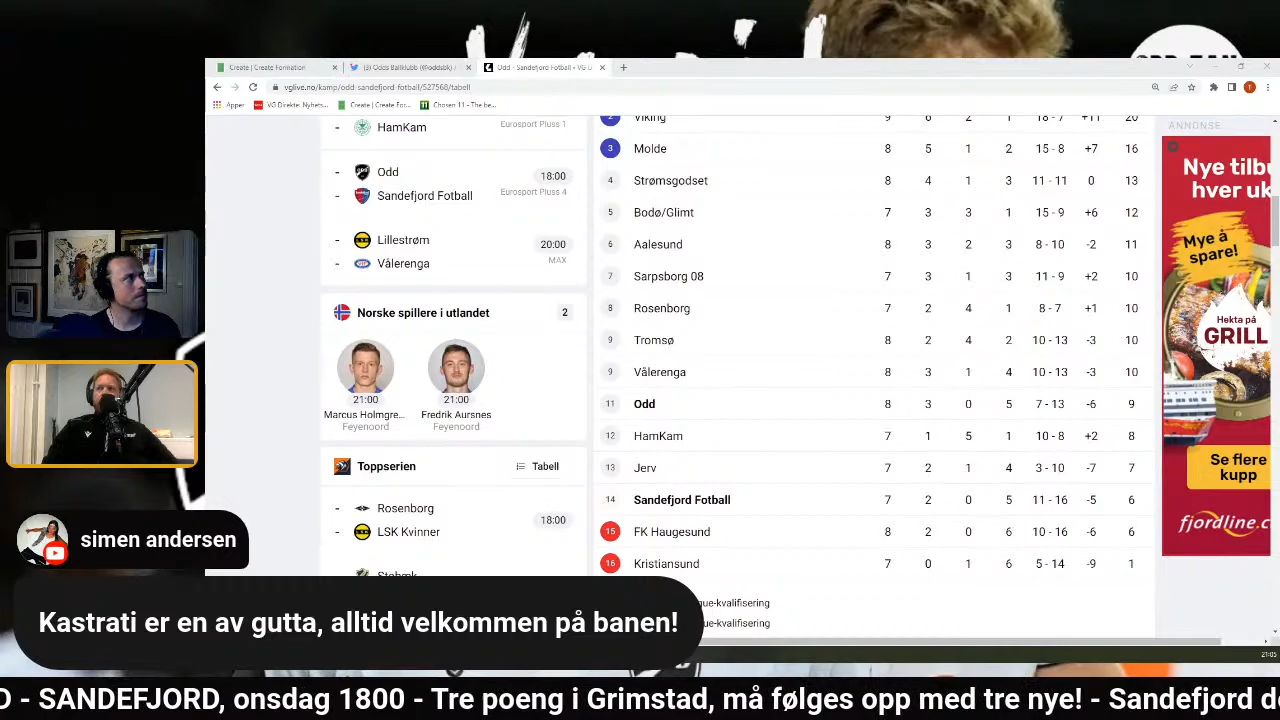 Create | Create Formation
(3) Odds Ballklubb (@oddsbk) /
Odd - Sandefjord Fotball • VG Li
vglive.no/kamp/odd-sandefjord-fotball/527568/tabell
Apper
VG Direkte: Nyhets...
Create | Create For...
Chosen 11 - The be...
- HamKam
Eurosport Pluss 1
- Odd
18:00
- Sandefjord Fotball
Eurosport Pluss 4
- Lillestrøm
20:00
- Vålerenga
MAX
Norske spillere i utlandet 2
21:00 21:00
Marcus Holmgre... Fredrik Aursnes
Feyenoord Feyenoord
Toppserien Tabell
- Rosenborg
18:00
- LSK Kvinner
Stabæk
2 Viking 9 6 2 1 18 - 7 +11 20
3 Molde 8 5 1 2 15 - 8 +7 16
4 Strømsgodset 8 4 1 3 11 - 11 0 13
5 Bodø/Glimt 7 3 3 1 15 - 9 +6 12
6 Aalesund 8 3 2 3 8 - 10 -2 11
7 Sarpsborg 08 7 3 1 3 11 - 9 +2 10
8 Rosenborg 7 2 4 1 8 - 7 +1 10
9 Tromsø 8 2 4 2 10 - 13 -3 10
9 Vålerenga 8 3 1 4 10 - 13 -3 10
11 Odd 8 3 0 5 7 - 13 -6 9
12 HamKam 7 1 5 1 10 - 8 +2 8
13 Jerv 7 2 1 4 3 - 10 -7 7
14 Sandefjord Fotball 7 2 0 5 11 - 16 -5 6
15 FK Haugesund 8 2 0 6 10 - 16 -6 6
16 Kristiansund 7 0 1 6 5 - 14 -9 1
gue-kvalifisering
gue-kvalifisering
ANNONSE
Nye tilbu
hver uk
Mye å
spare!
Hekta på
GRILL
Se flere
kupp
fjordline.c
21:05
simen andersen
Kastrati er en av gutta, alltid velkommen på banen!
D - SANDEFJORD, onsdag 1800 - Tre poeng i Grimstad, må følges opp med tre nye! - Sandefjord d